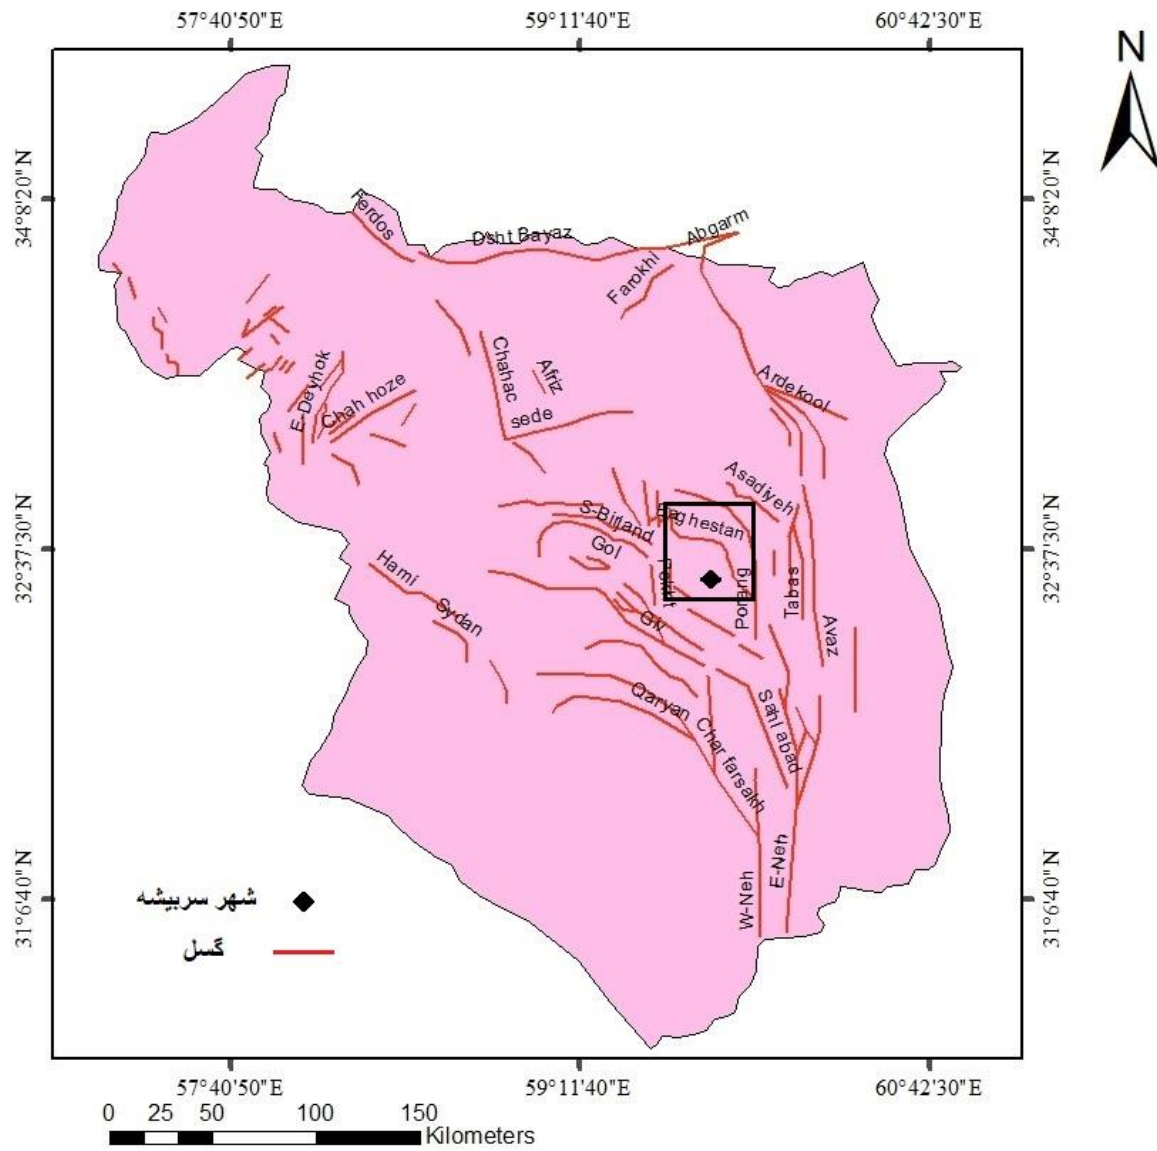 57°40'50"E 59°11'40"E 60°42'30"E
N
34°8'20"N 34°8'20"N
Ferdos
Dsht Bayaz
Abgarm
Farokhi
Chahac
Afriz
sede
Ardekool
E-Deyhok
Chah hoze
Asadiyeh
S-Birjand
Gol
32°37'30"N 32°37'30"N
Hami
Sydan
Porang
Tabas
Giv
Avaz
Qaryan
Char farsakh
Sahl abad
W-Neh
E-Neh
31°6'40"N 31°6'40"N
شهر سربیشه
گسل
57°40'50"E 59°11'40"E 60°42'30"E
0 25 50 100 150
Kilometers